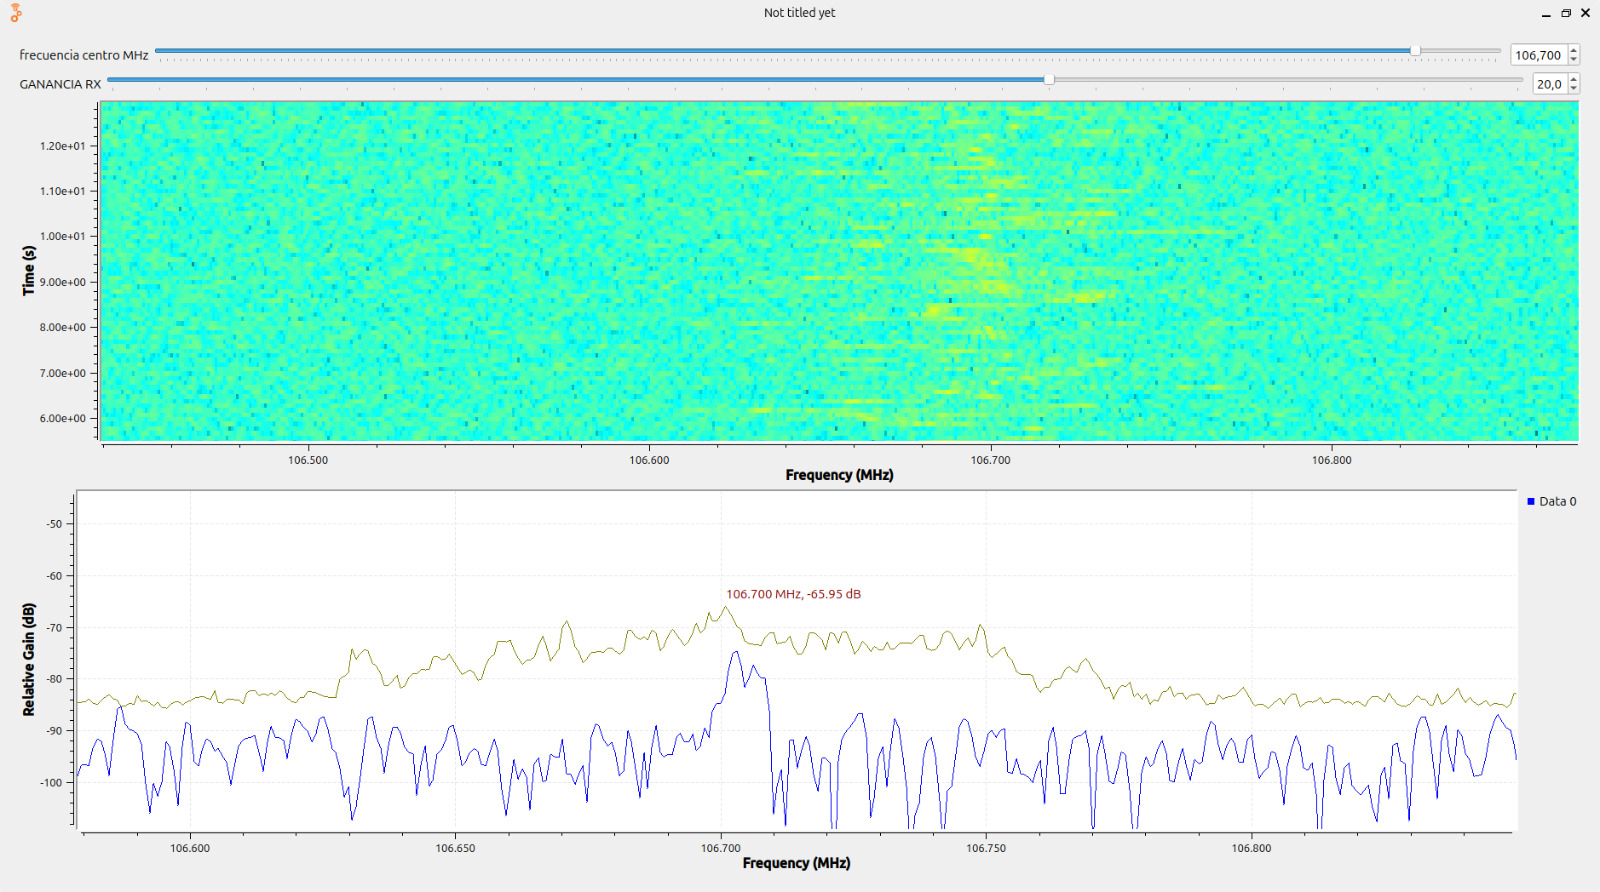 Not titled yet
frecuencia centro MHz
106,700
GANANCIA RX
20,0
Time (s)
1.20e+01
1.10e+01
1.00e+01
9.00e+00
8.00e+00
7.00e+00
6.00e+00
106.500 106.600 106.700 106.800
Frequency (MHz)
Data 0
Relative Gain (dB)
-50
-60
106.700 MHz, -65.95 dB
-70
-80
-90
-100
106.600 106.650 106.700 106.750 106.800
Frequency (MHz)